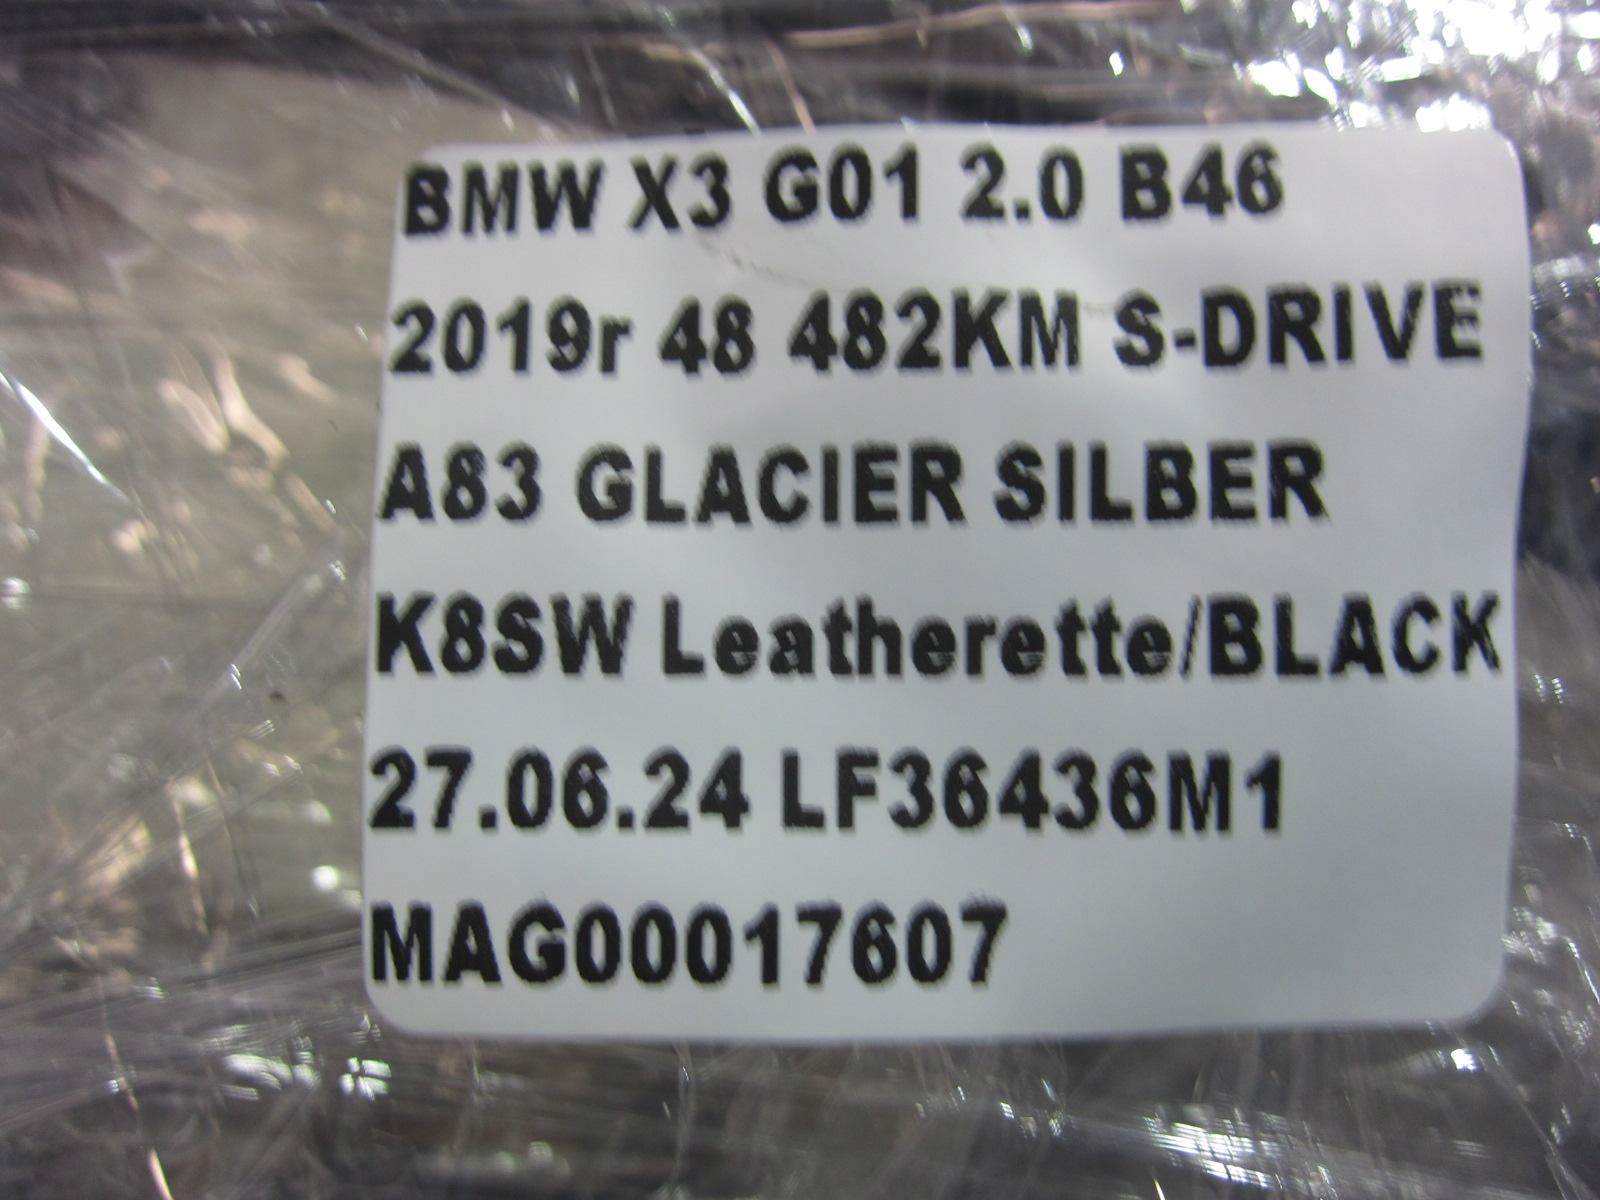 BMW X3 G01 2.0 B46
2019r 48 482KM S-DRIVE
A83 GLACIER SILBER
K8SW Leatherette/BLACK
27.06.24 LF36436M1
MAG00017607